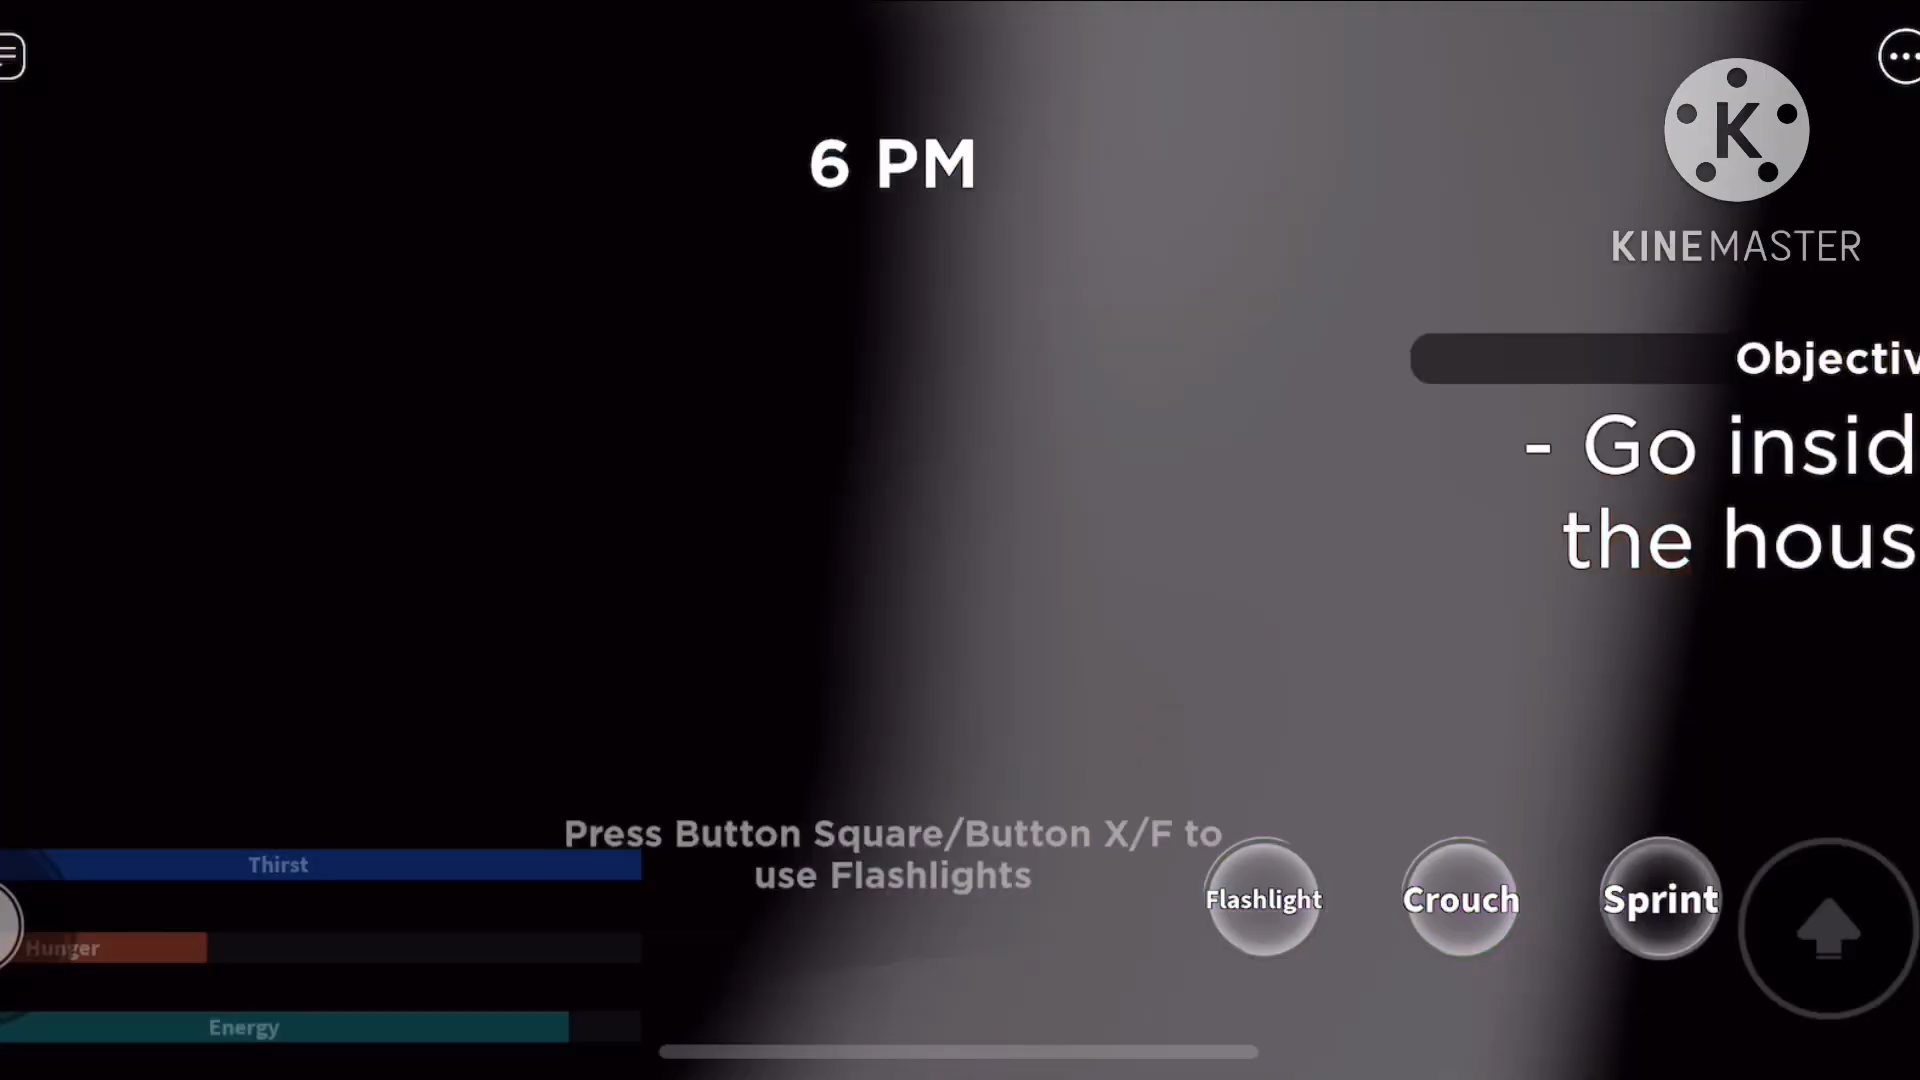 6 PM
K
KINEMASTER
Objectiv
- Go insid
the hous
Press Button Square/Button X/F to
use Flashlights
Thirst
Hunger
Energy
Flashlight
Crouch
Sprint